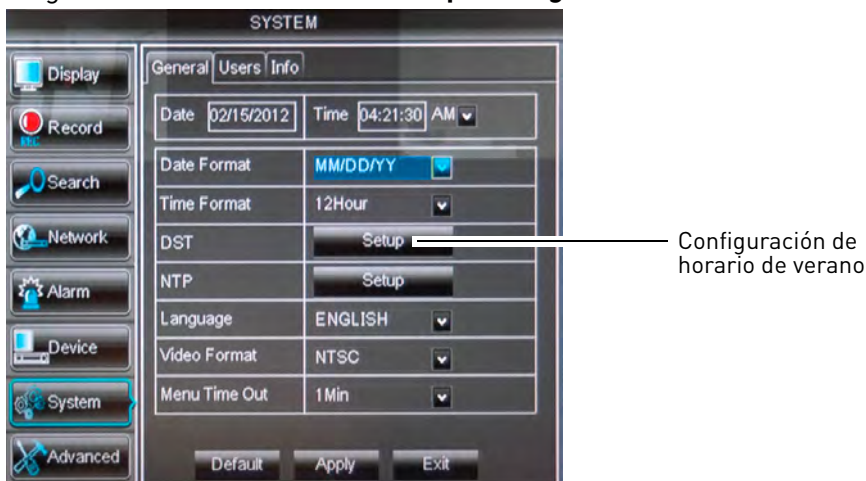 SYSTEM
Display
Record
REC
Search
Network
Alarm
Device
System
Advanced
General Users Info
Date 02/15/2012 Time 04:21:30 AM
Date Format MM/DD/YY
Time Format 12Hour
DST Setup
NTP Setup
Language ENGLISH
Video Format NTSC
Menu Time Out 1Min
Default Apply Exit
Configuración de
horario de verano